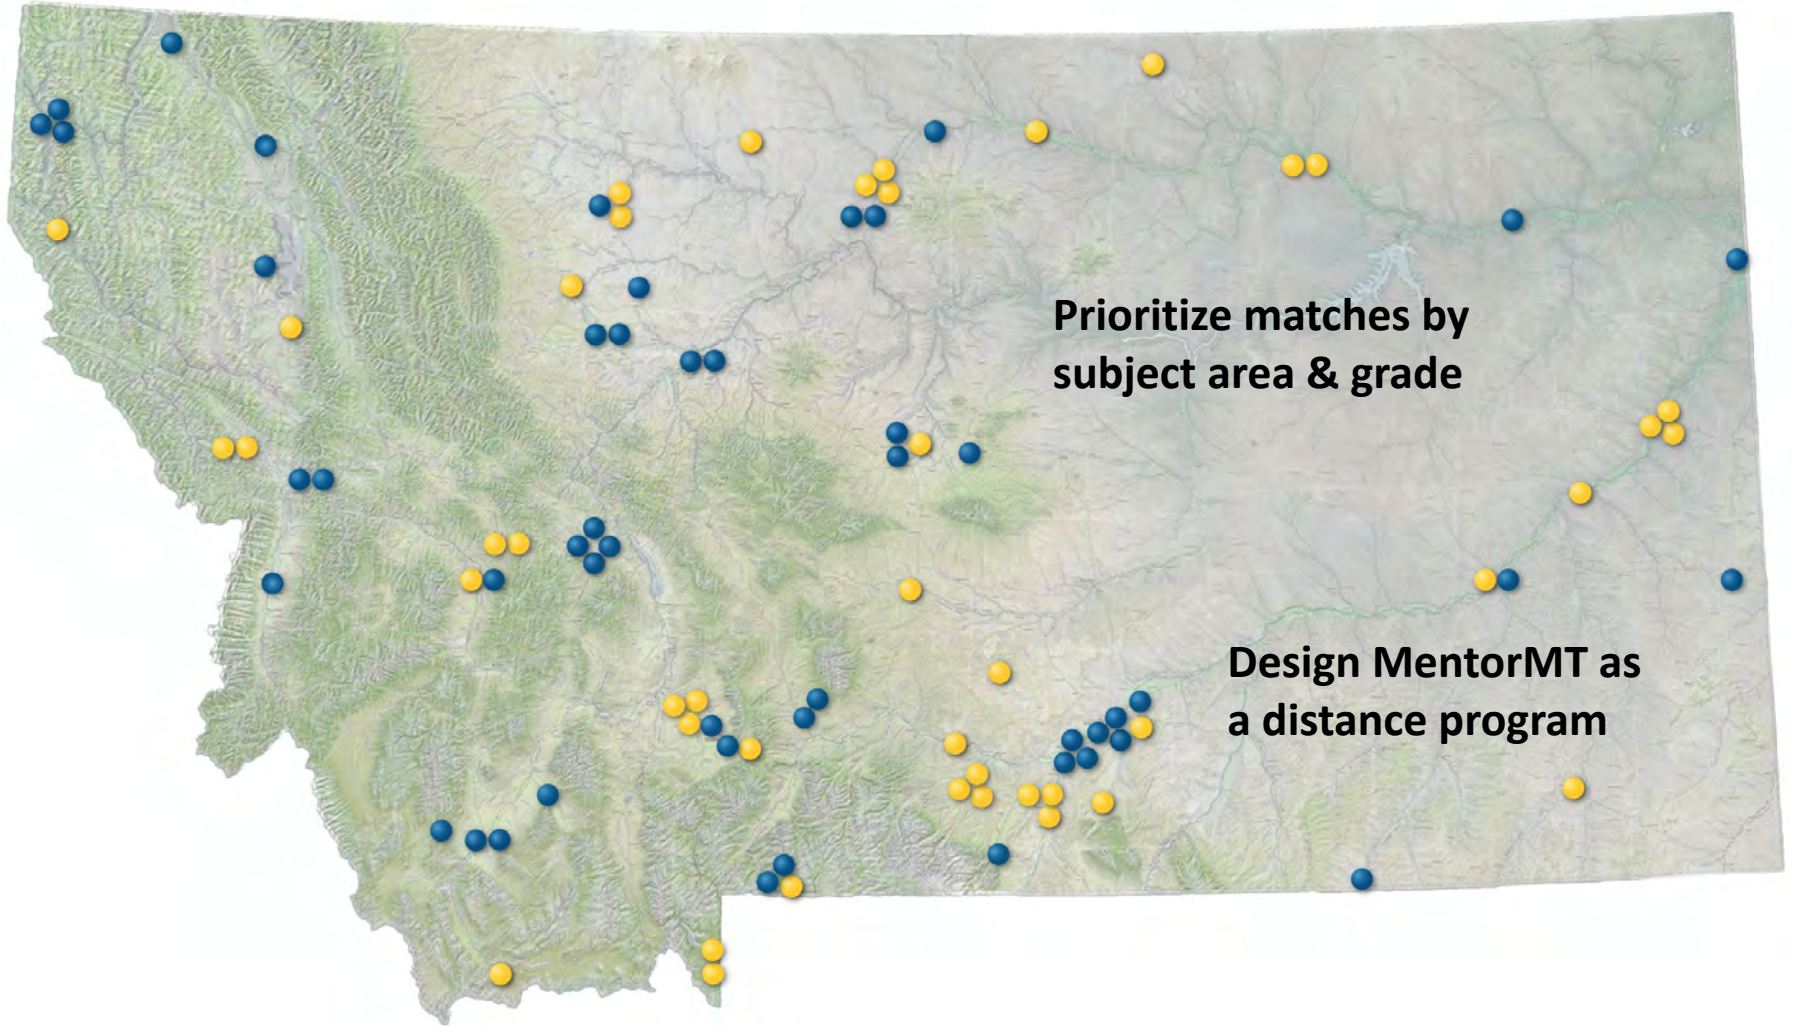 Prioritize matches by
subject area & grade
Design MentorMT as
a distance program